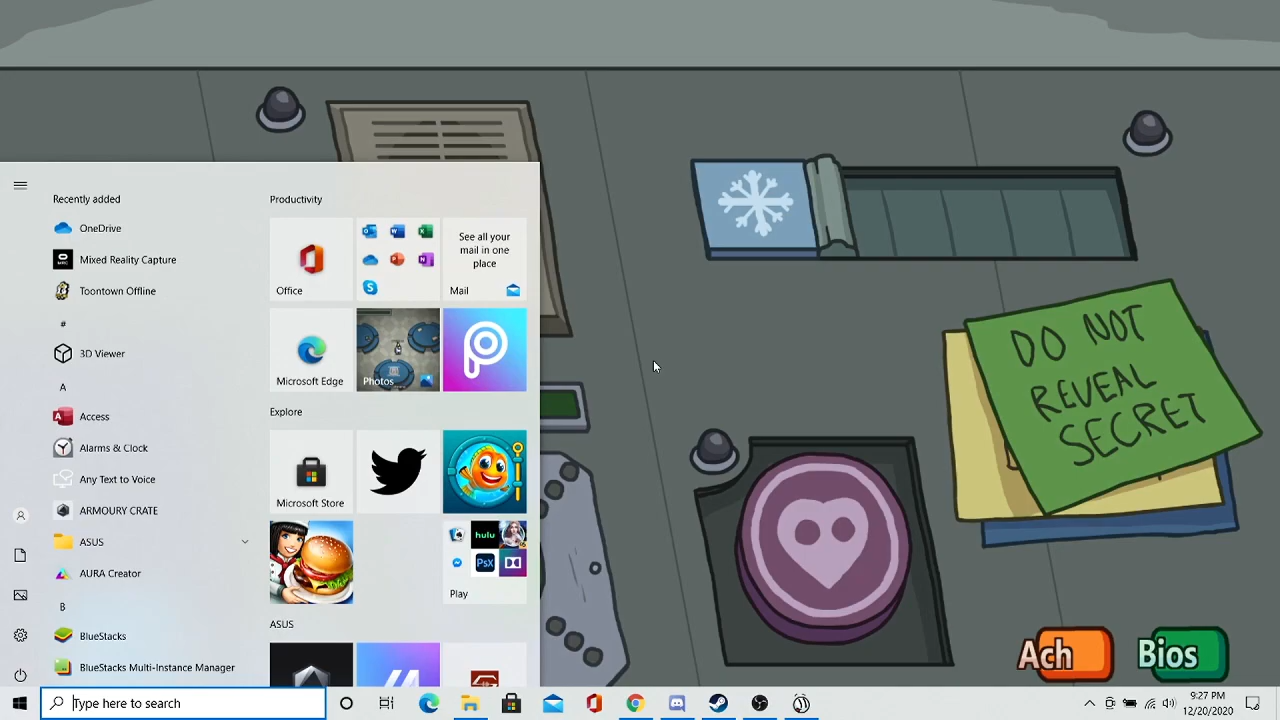 Recently added
OneDrive
Mixed Reality Capture
Toontown Offline
#
3D Viewer
A
Access
Alarms & Clock
Any Text to Voice
ARMOURY CRATE
ASUS
AURA Creator
B
BlueStacks
BlueStacks Multi-Instance Manager
Productivity
Office
See all your
mail in one
place
Mail
Microsoft Edge
Photos
Explore
Microsoft Store
hulu
PsX
Play
ASUS
DO NOT
REVEAL
SECRET
Ach
Bios
Type here to search
9:27 PM
12/20/2020